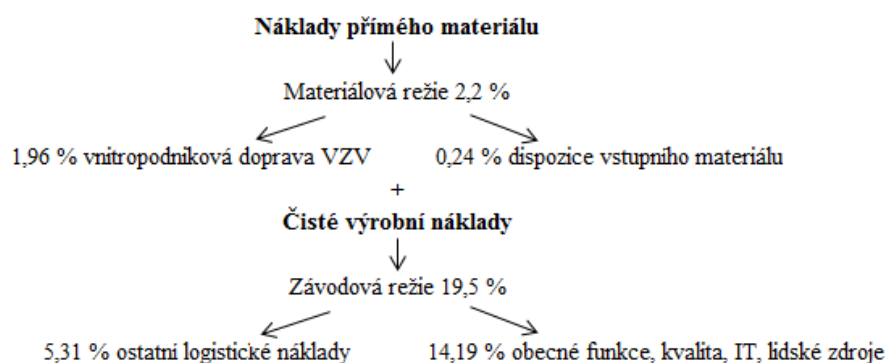 Náklady přímého materiálu
Materiálová režie 2,2 %
1,96 % vnitropodniková doprava VZV 0,24 % dispozice vstupního materiálu
+
Čisté výrobní náklady
Závodová režie 19,5 %
5,31 % ostatní logistické náklady 14,19 % obecné funkce, kvalita, IT, lidské zdroje